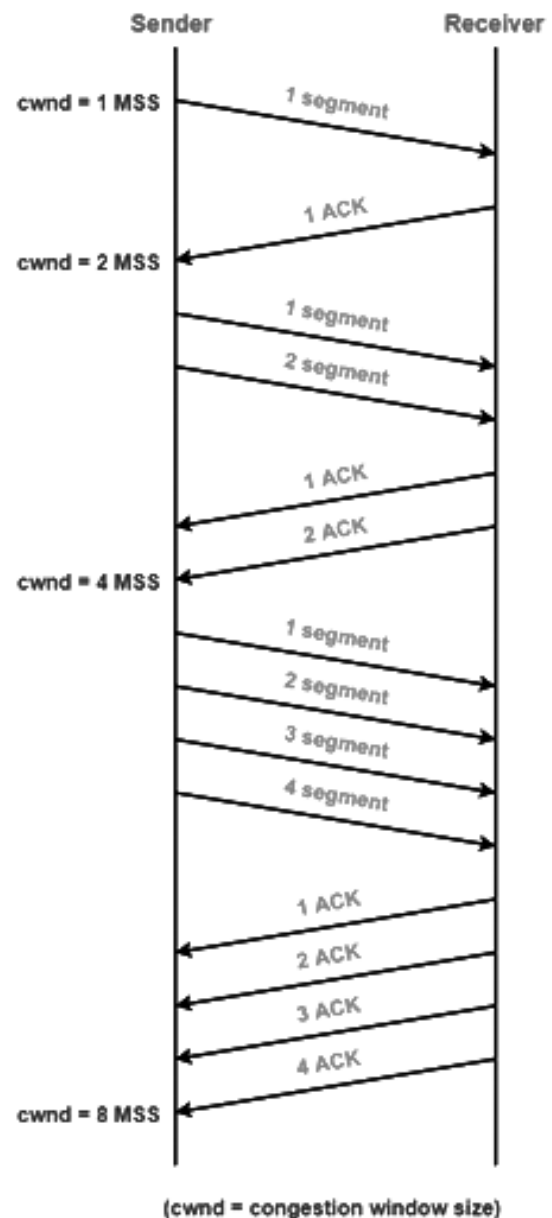 Sender Receiver
cwnd = 1 MSS
1 segment
1 ACK
cwnd = 2 MSS
1 segment
2 segment
1 ACK
2 ACK
cwnd = 4 MSS
1 segment
2 segment
3 segment
4 segment
1 ACK
2 ACK
3 ACK
4 ACK
cwnd = 8 MSS
(cwnd = congestion window size)